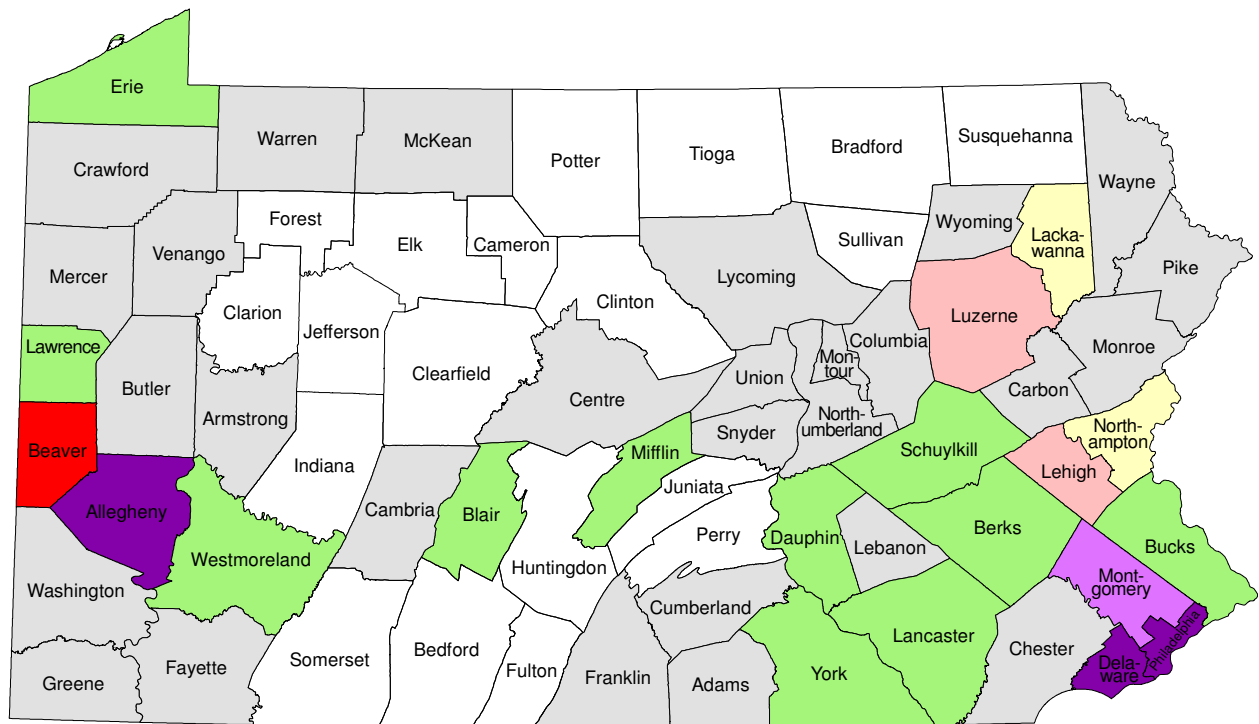 Erie
Warren
McKean
Potter
Tioga
Bradford
Susquehanna
Wayne
Crawford
Forest
Elk
Cameron
Sullivan
Wyoming
Lacka-
wanna
Pike
Venango
Mercer
Clarion
Jefferson
Clinton
Lycoming
Columbia
Luzerne
Monroe
Lawrence
Butler
Armstrong
Clearfield
Centre
Union
Mon-
tour
Carbon
Snyder
North-
umberland
Schuylkill
North-
ampton
Lehigh
Beaver
Indiana
Mifflin
Juniata
Allegheny
Cambria
Blair
Perry
Dauphin
Lebanon
Berks
Bucks
Westmoreland
Huntingdon
Washington
Cumberland
Mont-
gomery
Lancaster
Chester
Philadelphia
Greene
Fayette
Somerset
Bedford
Fulton
Franklin
Adams
York
Dela-
ware